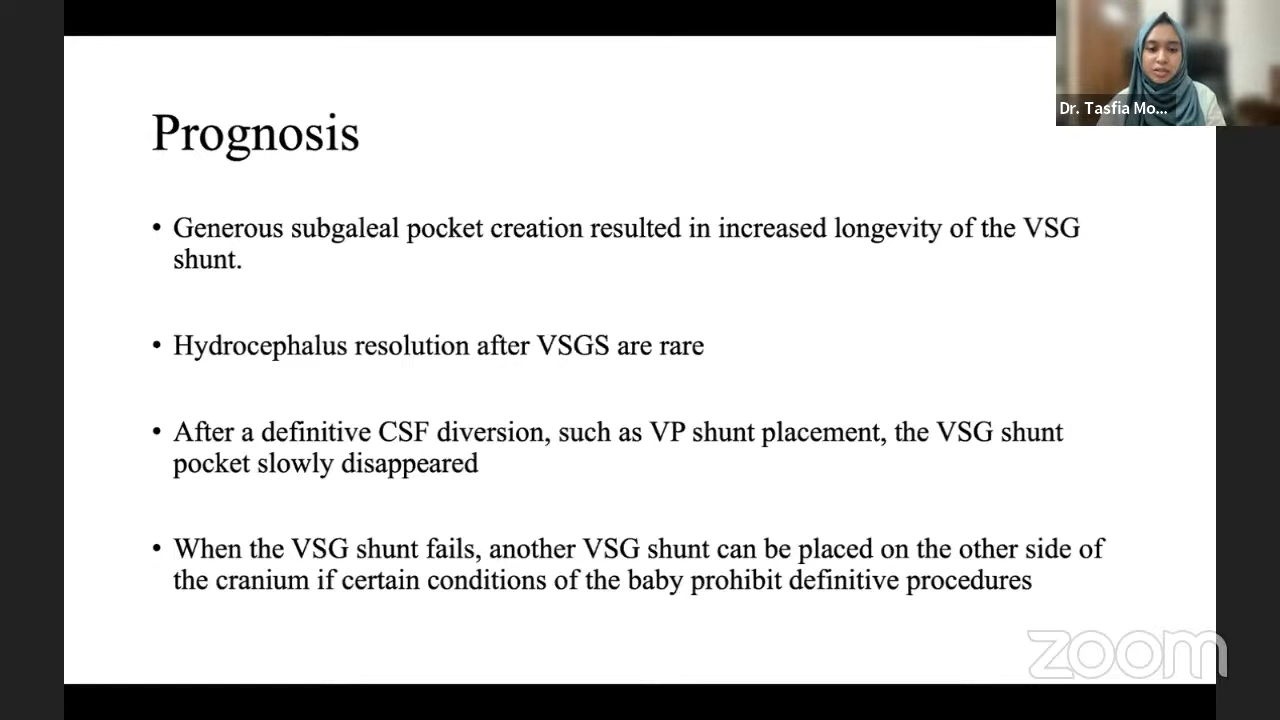 Dr. Tasfia Mo...
Prognosis
• Generous subgaleal pocket creation resulted in increased longevity of the VSG
shunt.
• Hydrocephalus resolution after VSGS are rare
• After a definitive CSF diversion, such as VP shunt placement, the VSG shunt
pocket slowly disappeared
• When the VSG shunt fails, another VSG shunt can be placed on the other side of
the cranium if certain conditions of the baby prohibit definitive procedures
zoom